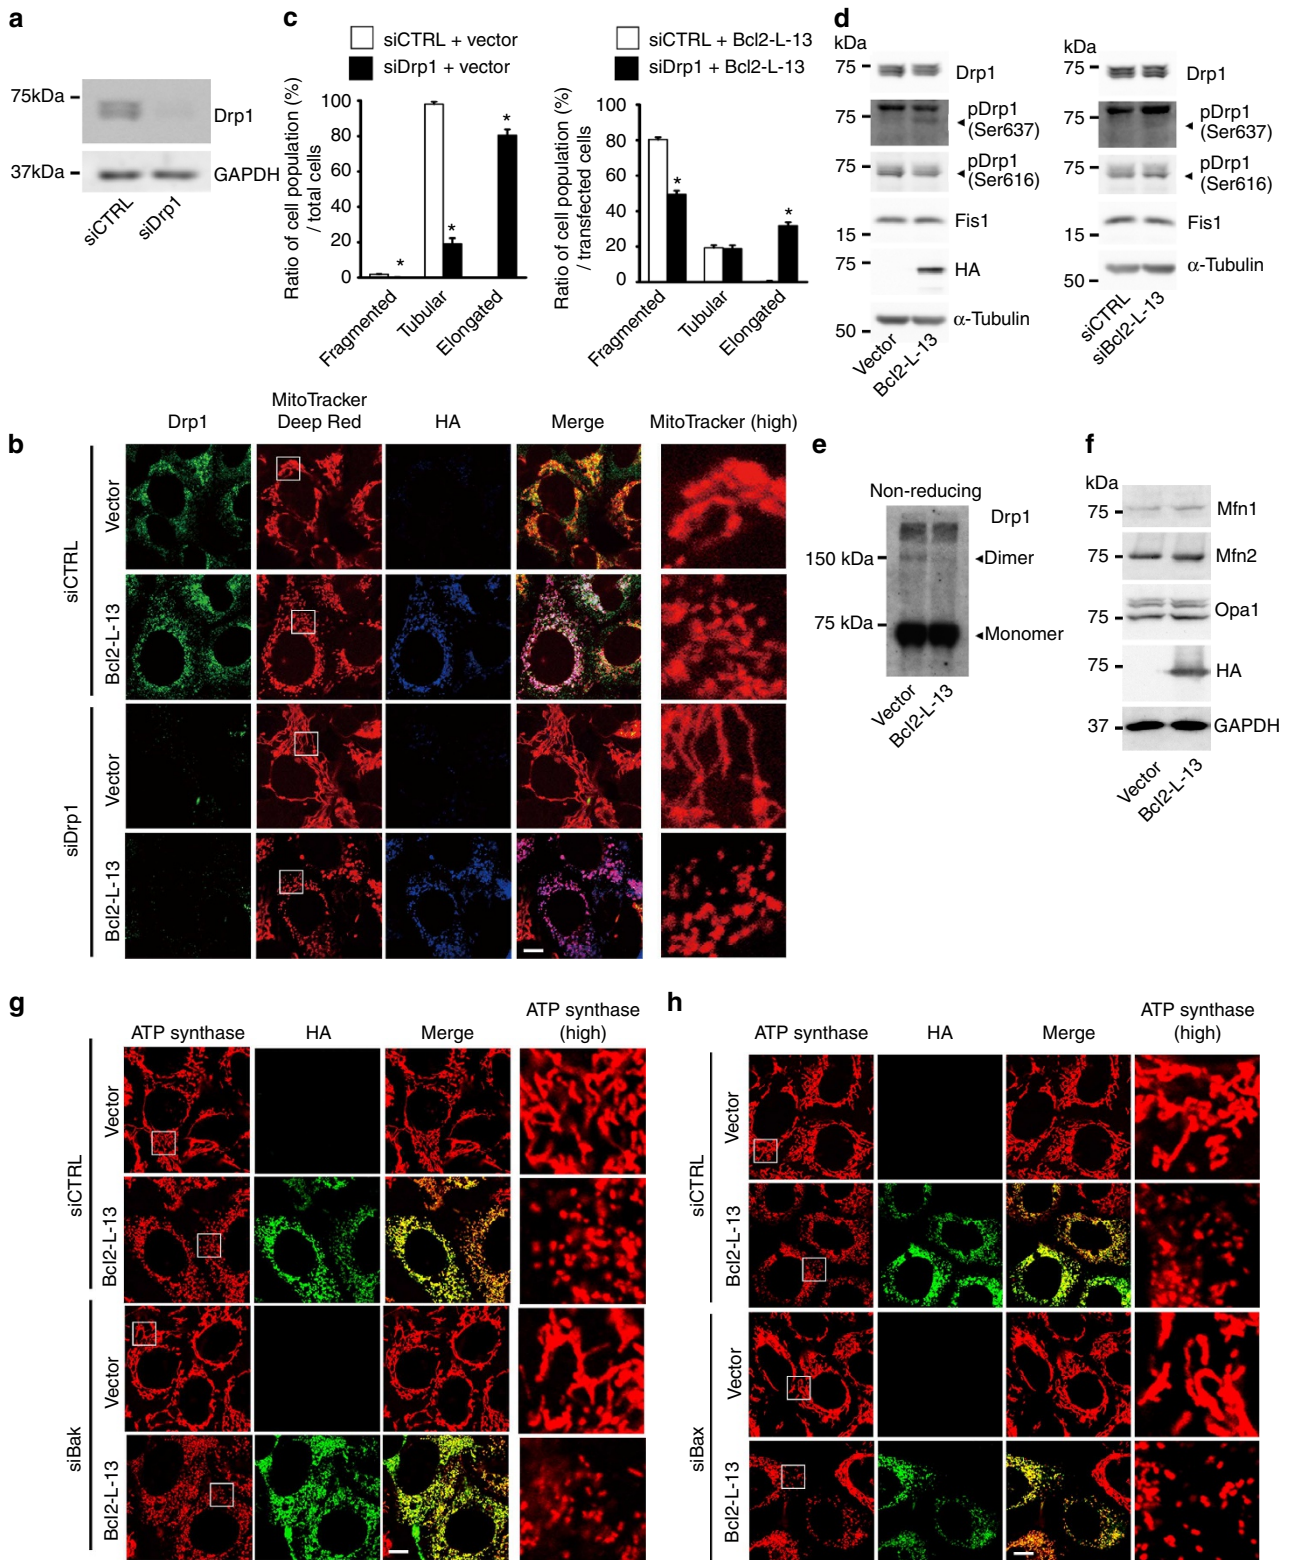 a
75kDa
Drp1
37kDa
GAPDH
siCTRL
siDrp1
c
siCTRL + vector
siDrp1 + vector
Ratio of cell population (%)
/ total cells
100
80
60
40
20
0
*
*
*
Fragmented
Tubular
Elongated
siCTRL + Bcl2-L-13
siDrp1 + Bcl2-L-13
Ratio of cell population (%)
/ transfected cells
100
80
60
40
20
0
*
*
Fragmented
Tubular
Elongated
d
kDa
75
Drp1
75
pDrp1
(Ser637)
75
pDrp1
(Ser616)
Fis1
15
75
HA
α-Tubulin
50
Vector
Bcl2-L-13
kDa
75
Drp1
75
pDrp1
(Ser637)
75
pDrp1
(Ser616)
Fis1
15
α-Tubulin
50
siCTRL
siBcl2-L-13
b
Drp1
MitoTracker
Deep Red
HA
Merge
MitoTracker (high)
siCTRL
Vector
Bcl2-L-13
siDrp1
Vector
Bcl2-L-13
e
Non-reducing
Drp1
150 kDa
Dimer
75 kDa
Monomer
Vector
Bcl2-L-13
f
kDa
75
Mfn1
75
Mfn2
Opa1
75
75
HA
37
GAPDH
Vector
Bcl2-L-13
g
ATP synthase
HA
Merge
ATP synthase
(high)
siCTRL
Vector
Bcl2-L-13
siBak
Vector
Bcl2-L-13
h
ATP synthase
HA
Merge
ATP synthase
(high)
siCTRL
Vector
Bcl2-L-13
siBax
Vector
Bcl2-L-13